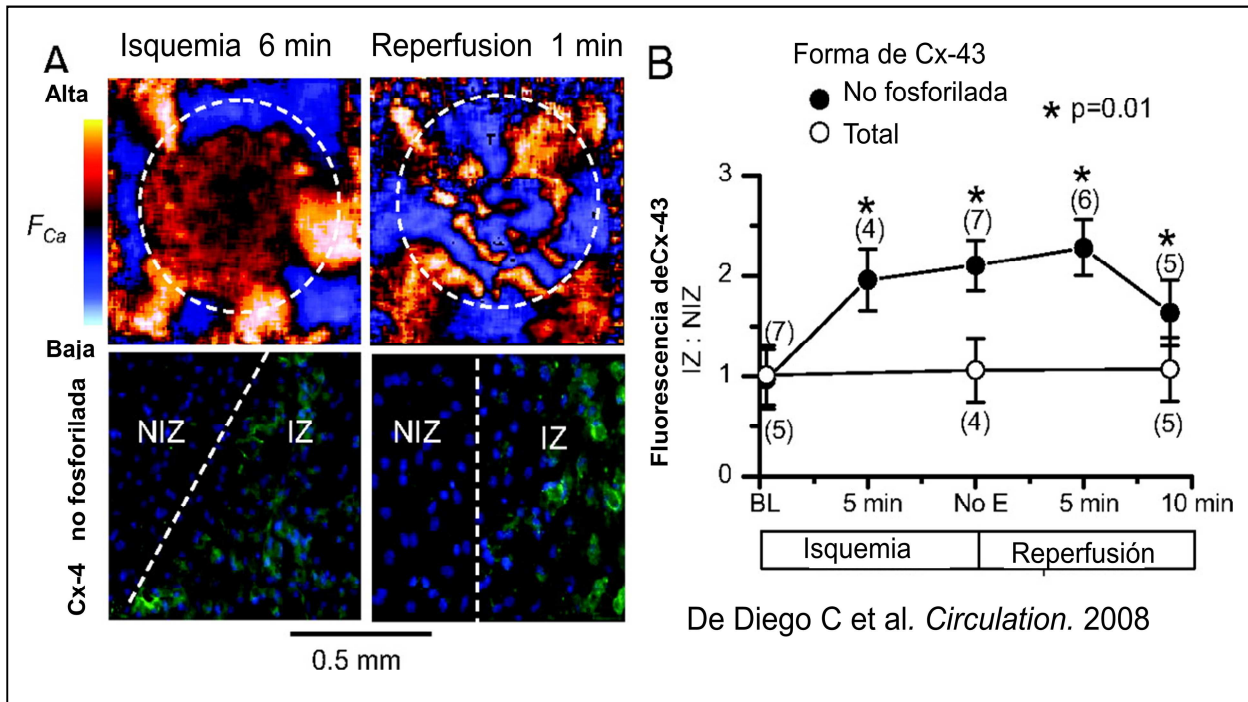 A
Isquemia 6 min
Reperfusion 1 min
Alta
F_Ca
Baja
Cx-4 no fosforilada
NIZ
IZ
NIZ
IZ
0.5 mm
B
Forma de Cx-43
No fosforilada
Total
* p=0.01
Fluorescencia deCx-43
IZ : NIZ
3
2
1
0
(7)
(5)
*
(4)
*
(7)
(4)
*
(6)
*
(5)
(5)
BL
5 min
No E
5 min
10 min
Isquemia
Reperfusión
De Diego C et al. Circulation. 2008